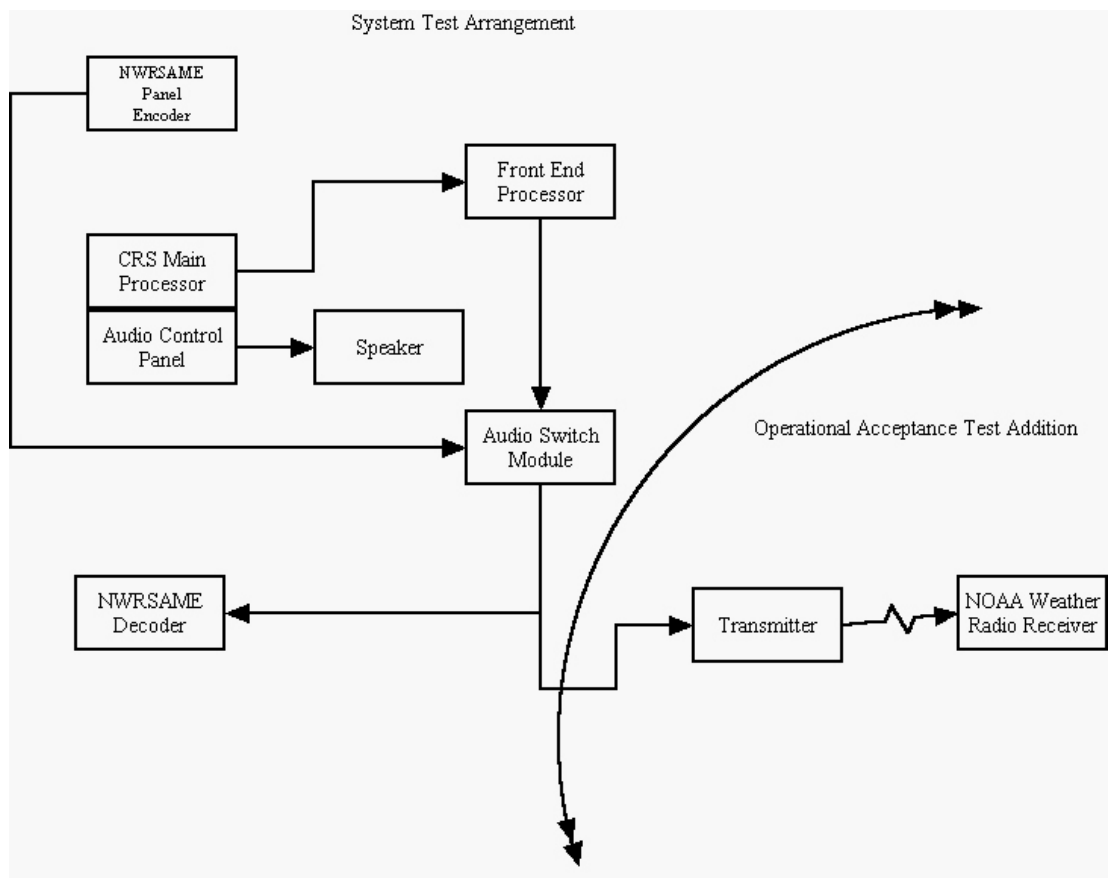 System Test Arrangement
NWRSAME
Panel
Encoder
Front End
Processor
CRS Main
Processor
Audio Control
Panel
Speaker
Audio Switch
Module
Operational Acceptance Test Addition
NWRSAME
Decoder
Transmitter
NOAA Weather
Radio Receiver